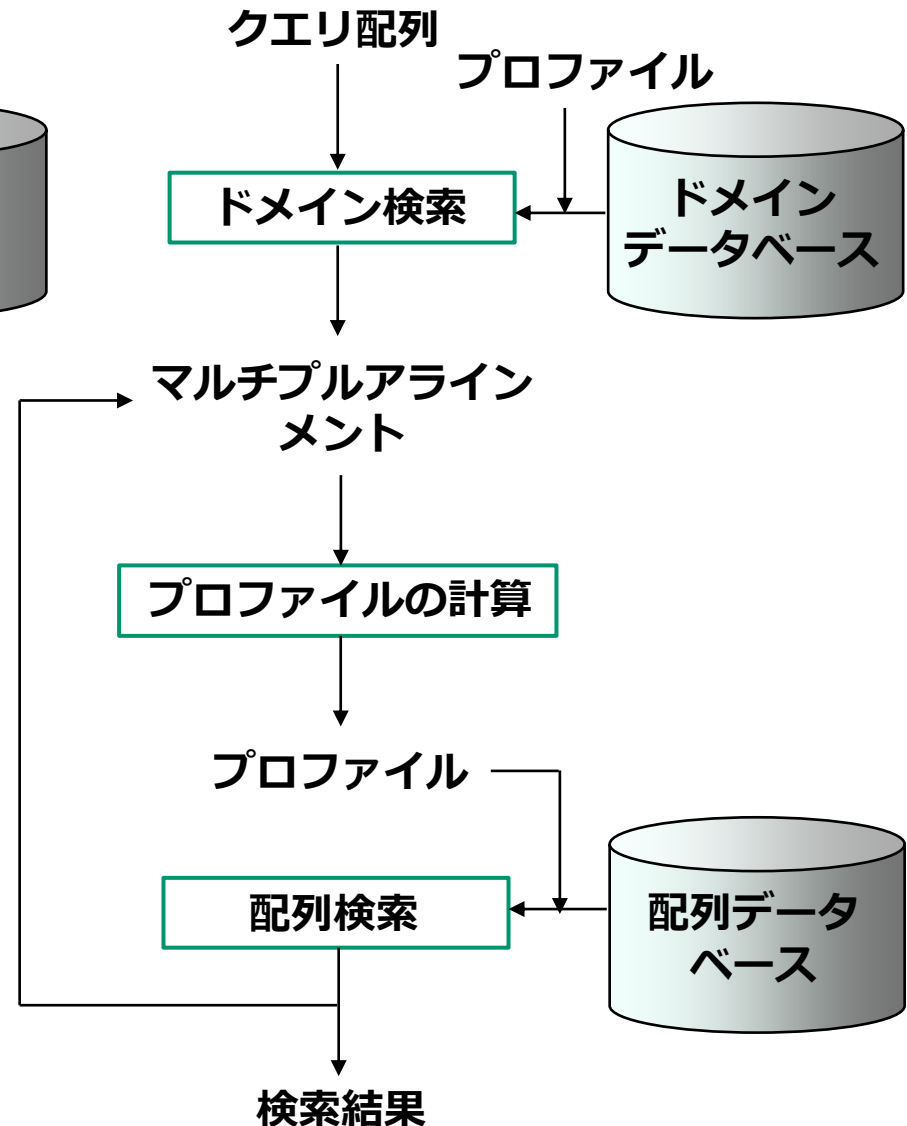 クエリ配列
プロファイル
ドメイン検索
ドメイン
データベース
マルチプルアライン
メント
プロファイルの計算
プロファイル
配列検索
配列データ
ベース
検索結果